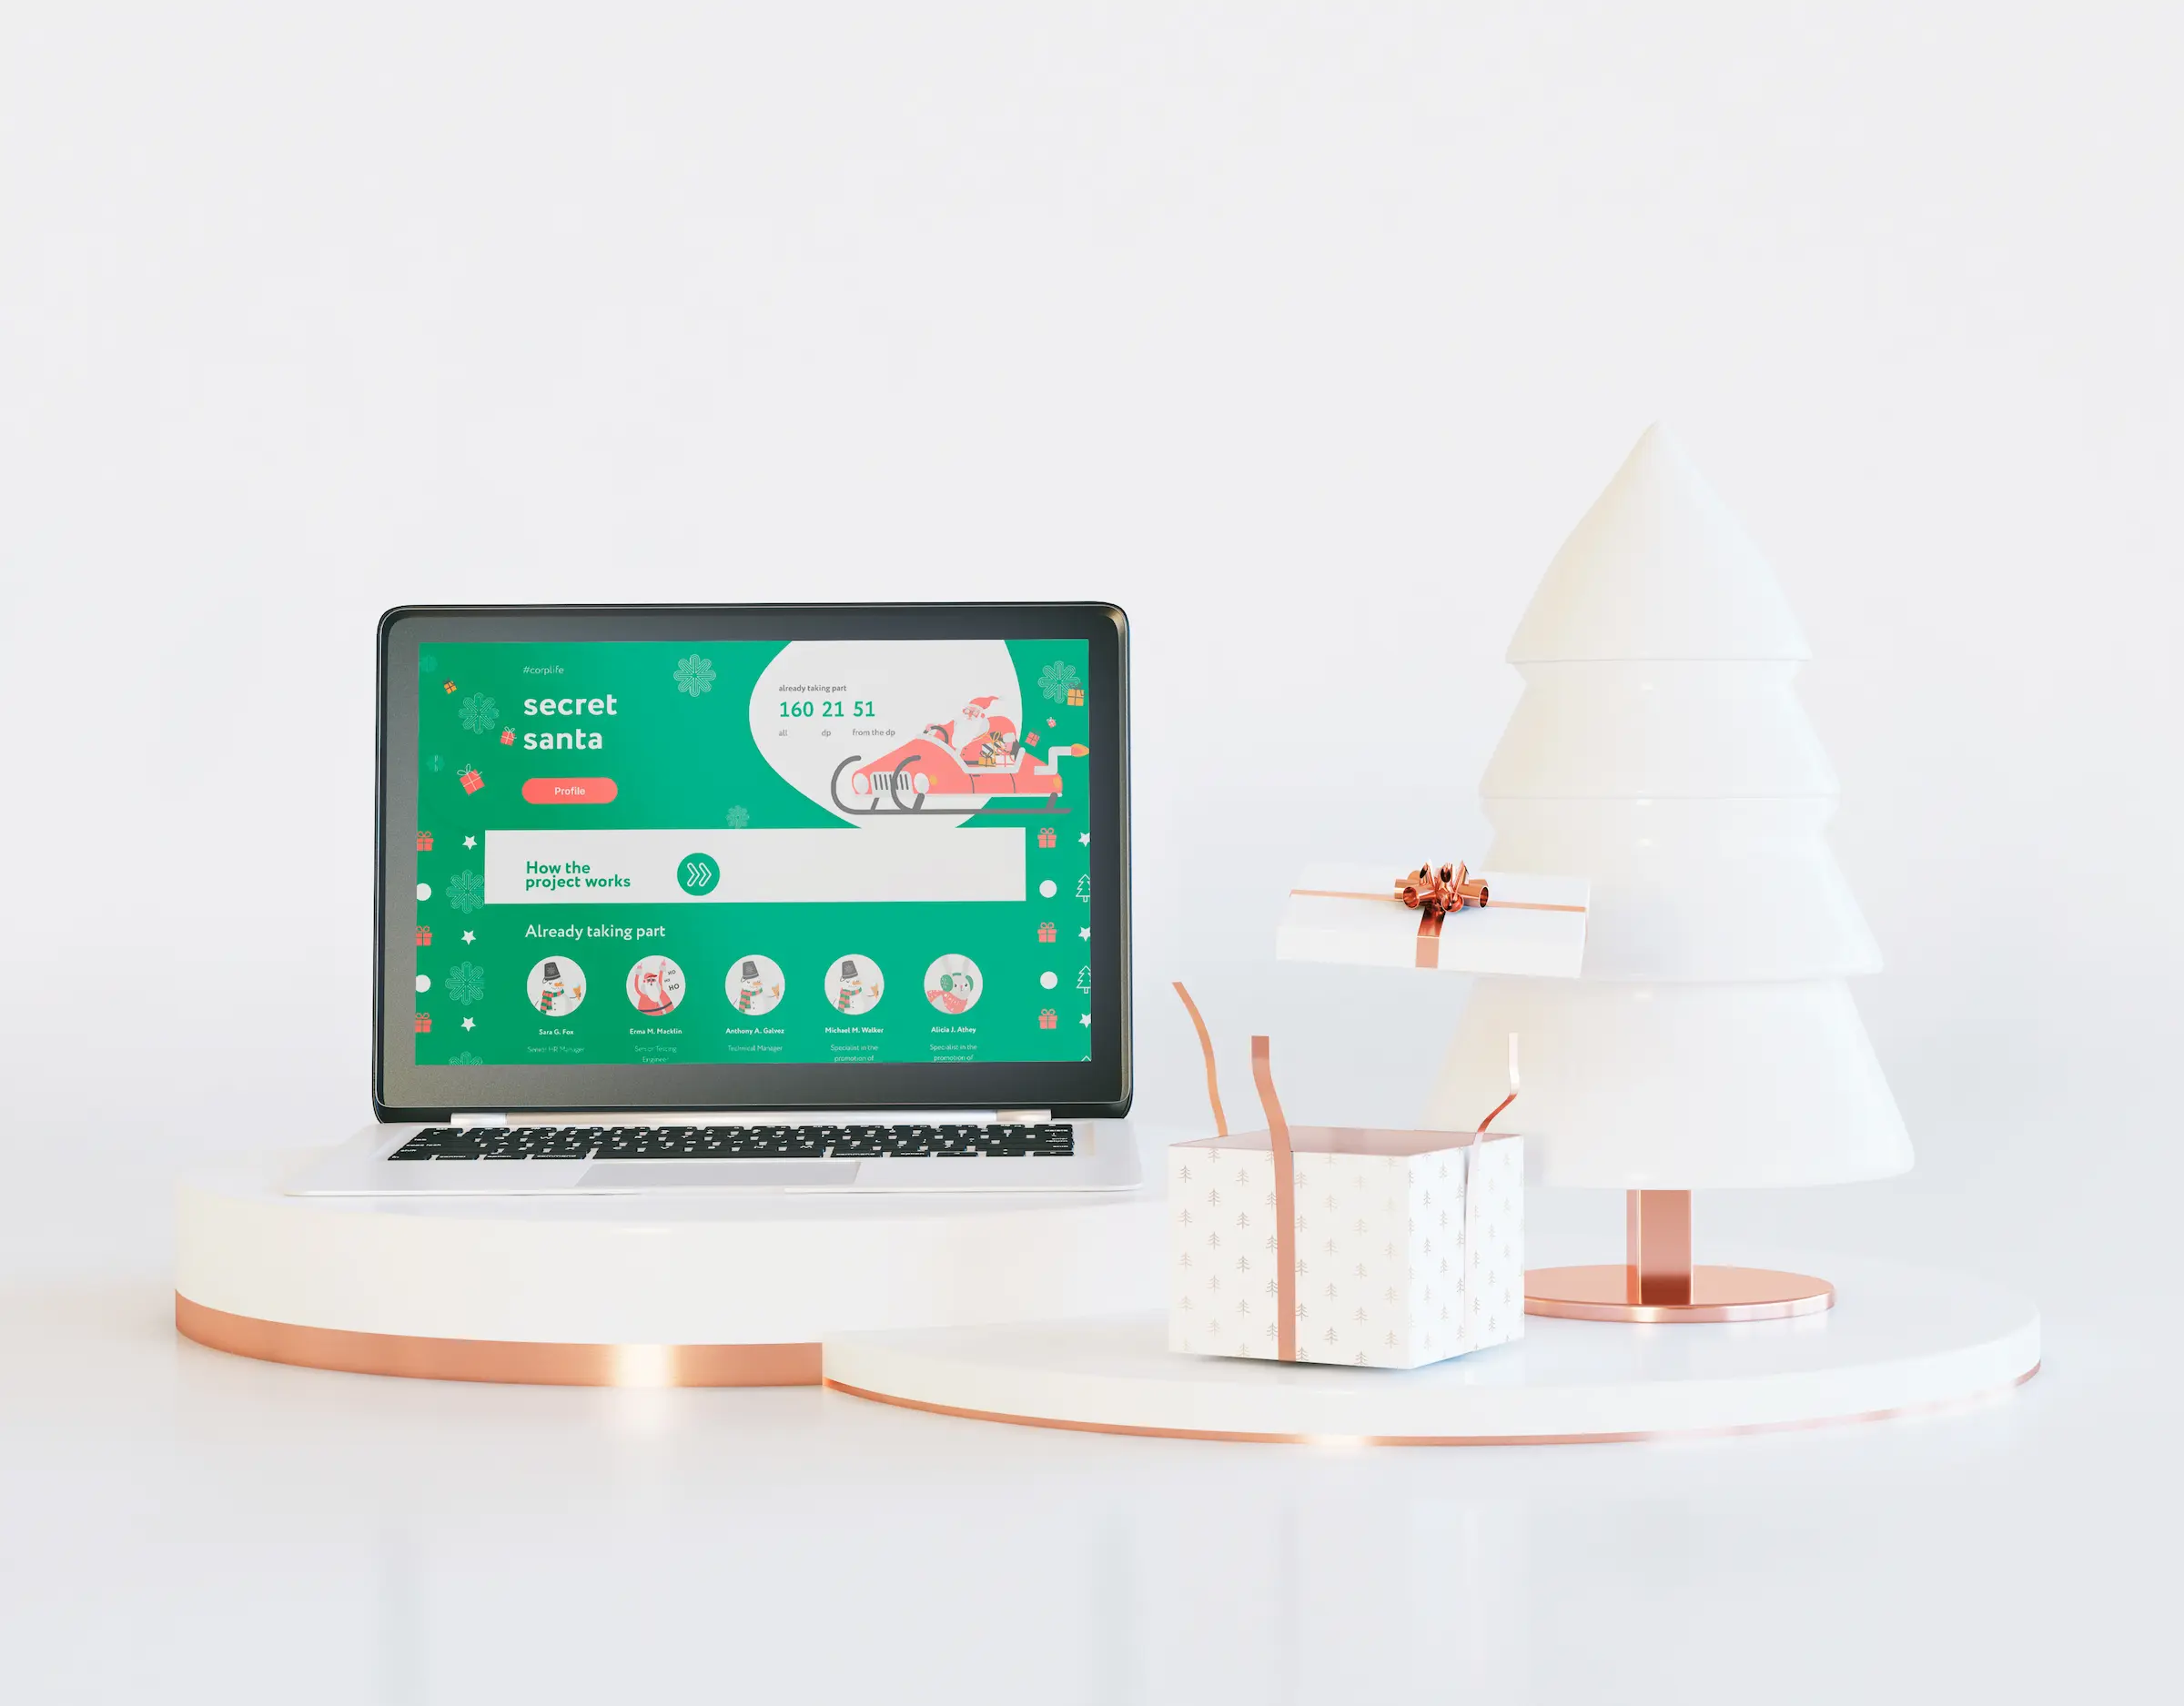 #corplife
secret
santa
Profile
already taking part
160 21 51
all dp from the dp
How the
project works
Already taking part
HO
HO
Sara G. Fox
Erma M. Macklin
Anthony A. Galvez
Michael M. Walker
Alicia J. Athey
Senior HR Manager
Senior Testing
Engineer
Technical Manager
Specialist in the
promotion of
Specialist in the
promotion of